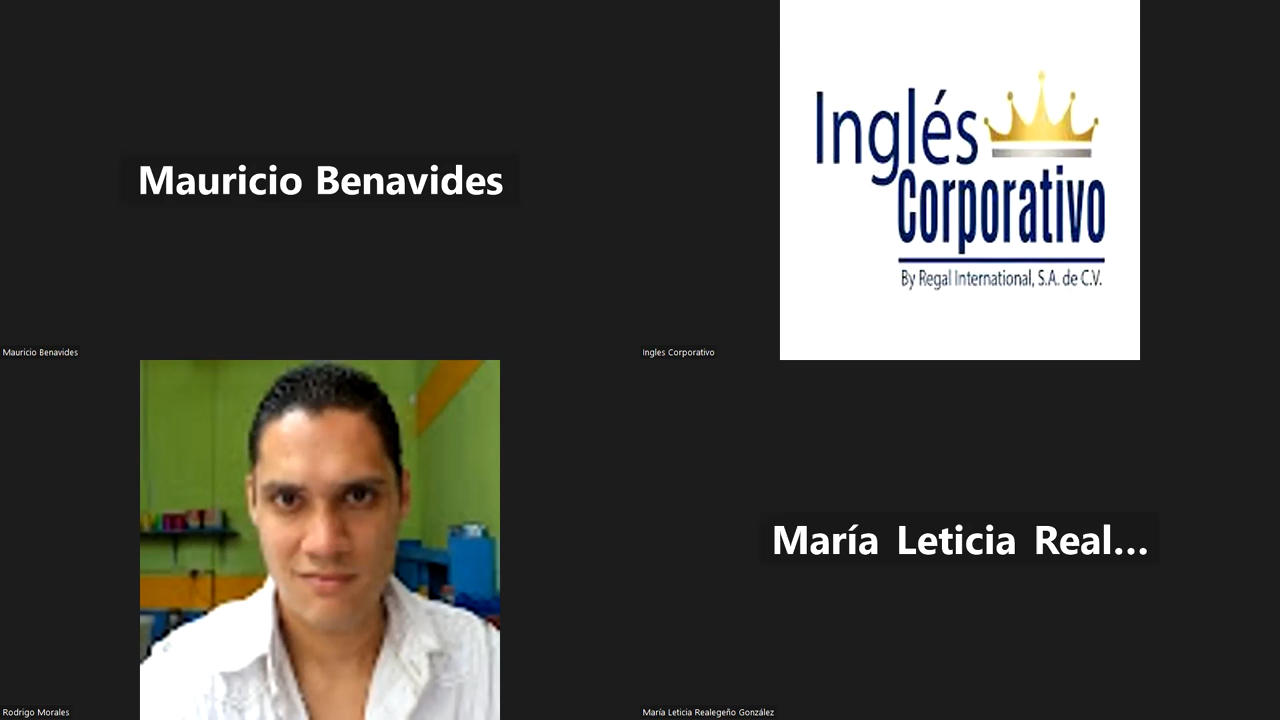 Mauricio Benavides
Mauricio Benavides
Inglés
Corporativo
By Regal International, S.A. de C.V.
Ingles Corporativo
Rodrigo Morales
María Leticia Real...
María Leticia Realegeño González